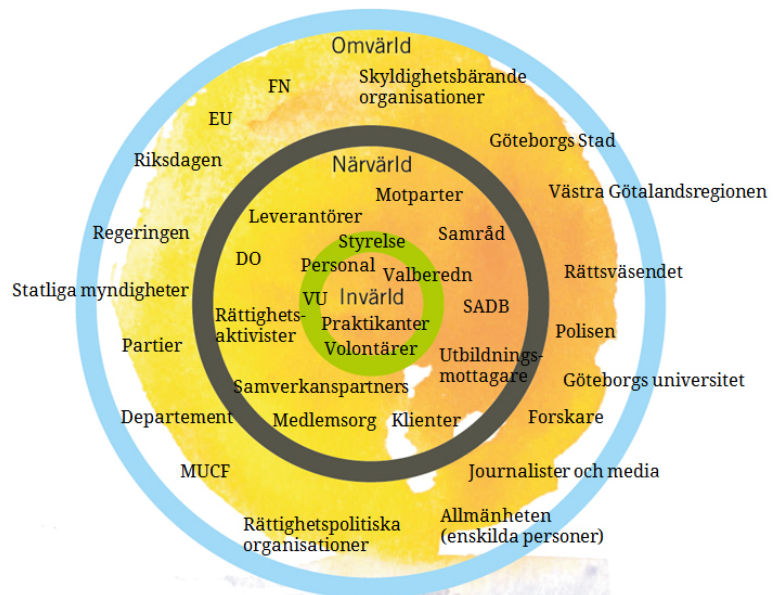 Omvärld
FN
Skyldighetsbärande
organisationer
EU
Göteborgs Stad
Riksdagen
Närvärld
Motparter
Västra Götalandsregionen
Leverantörer
Regeringen
Samråd
Styrelse
DO
Personal
Valberedn
Rättsväsendet
Statliga myndigheter
VU
Invärld
SADB
Rättighets-
aktivister
Praktikanter
Polisen
Partier
Volontärer
Utbildnings-
mottagare
Göteborgs universitet
Samverkanspartners
Departement
Medlemsorg
Klienter
Forskare
MUCF
Journalister och media
Rättighetspolitiska
organisationer
Allmänheten
(enskilda personer)